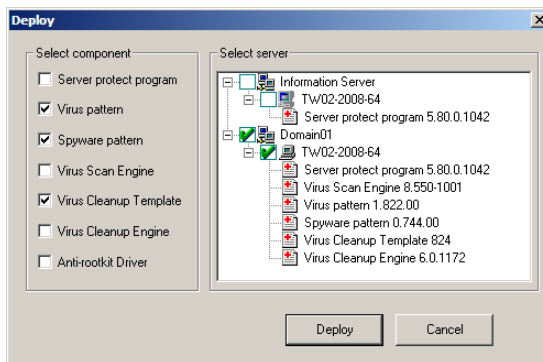 Deploy
Select component
Server protect program
Virus pattern
Spyware pattern
Virus Scan Engine
Virus Cleanup Template
Virus Cleanup Engine
Anti-rootkit Driver
Select server
Information Server
TW02-2008-64
Server protect program 5.80.0.1042
Domain01
TW02-2008-64
Server protect program 5.80.0.1042
Virus Scan Engine 8.550-1001
Virus pattern 1.822.00
Spyware pattern 0.744.00
Virus Cleanup Template 824
Virus Cleanup Engine 6.0.1172
Deploy
Cancel